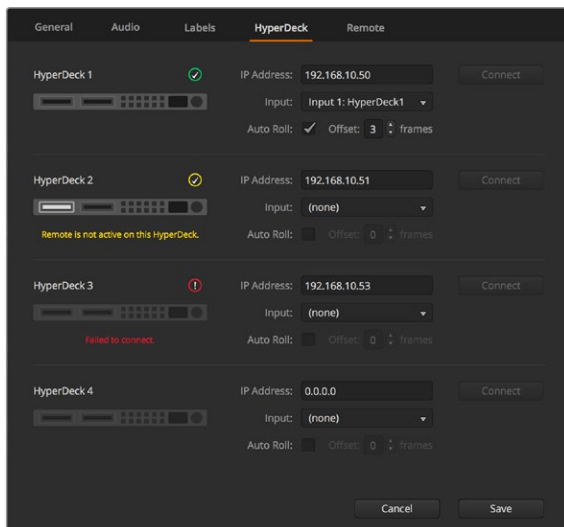 General Audio Labels HyperDeck Remote
HyperDeck 1 IP Address: 192.168.10.50 Connect
Input: Input 1: HyperDeck1
Auto Roll: Offset: 3 frames
HyperDeck 2 IP Address: 192.168.10.51 Connect
Input: (none)
Remote is not active on this HyperDeck. Auto Roll: Offset: 0 frames
HyperDeck 3 IP Address: 192.168.10.53 Connect
Input: (none)
Failed to connect. Auto Roll: Offset: 0 frames
HyperDeck 4 IP Address: 0.0.0.0 Connect
Input: (none)
Auto Roll: Offset: 0 frames
Cancel Save